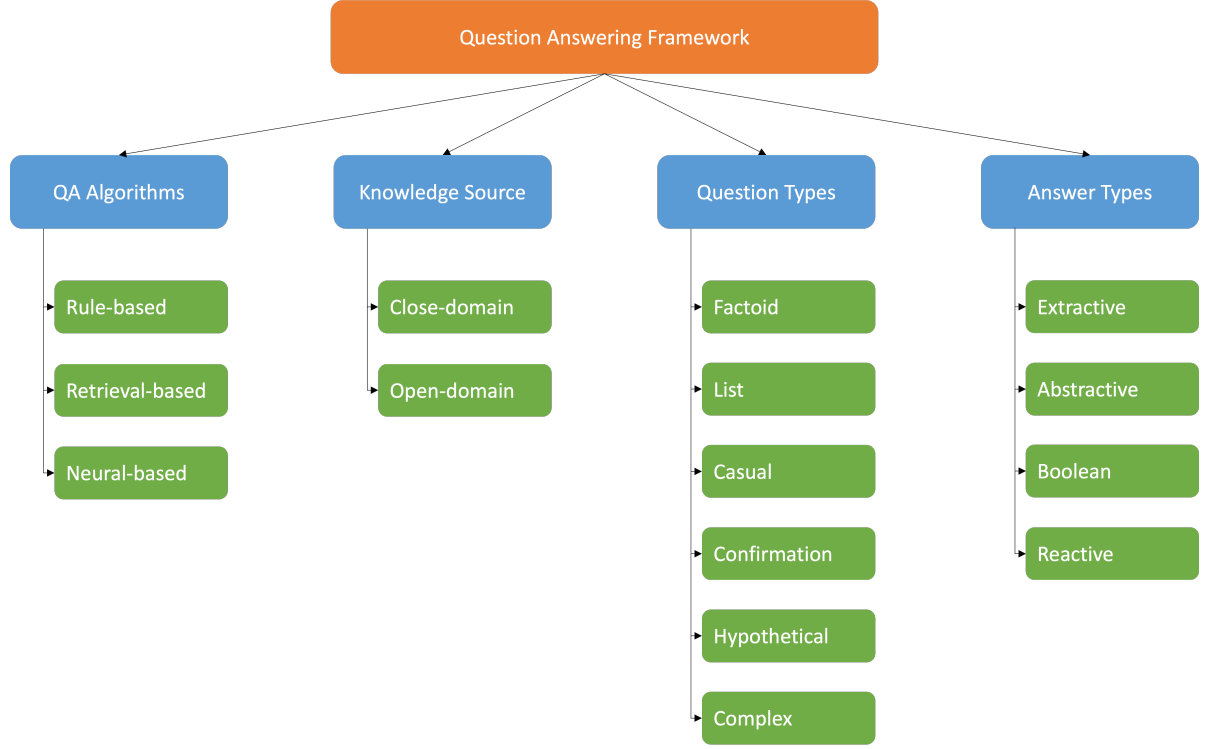 Question Answering Framework
QA Algorithms
Rule-based
Retrieval-based
Neural-based
Knowledge Source
Close-domain
Open-domain
Question Types
Factoid
List
Casual
Confirmation
Hypothetical
Complex
Answer Types
Extractive
Abstractive
Boolean
Reactive